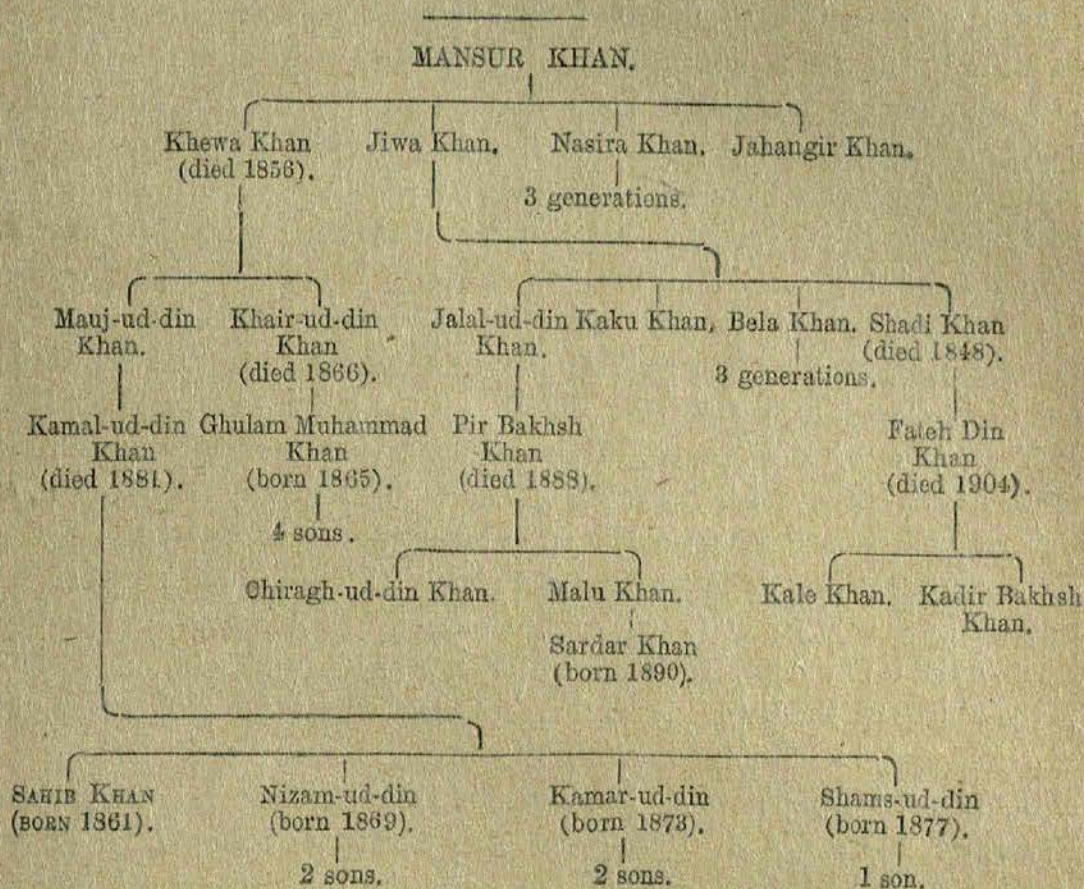 MANSUR KHAN.
Khewa Khan Jiwa Khan. Nasira Khan. Jahangir Khan.
(died 1856).
3 generations.
Mauj-ud-din Khair-ud-din Jalal-ud-din Kaku Khan, Bela Khan. Shadi Khan
Khan. Khan Khan. (died 1848).
(died 1866). 3 generations.
Kamal-ud-din Ghulam Muhammad Pir Bakhsh Fateh Din
Khan Khan Khan Khan
(died 1881). (born 1865). (died 1888). (died 1904).
4 sons.
Chiragh-ud-din Khan. Malu Khan. Kale Khan. Kadir Bakhsh
Khan.
Sardar Khan
(born 1890).
SAHIB KHAN Nizam-ud-din Kamar-ud-din Shams-ud-din
(BORN 1861). (born 1869). (born 1873). (born 1877).
2 sons. 2 sons. 1 son.